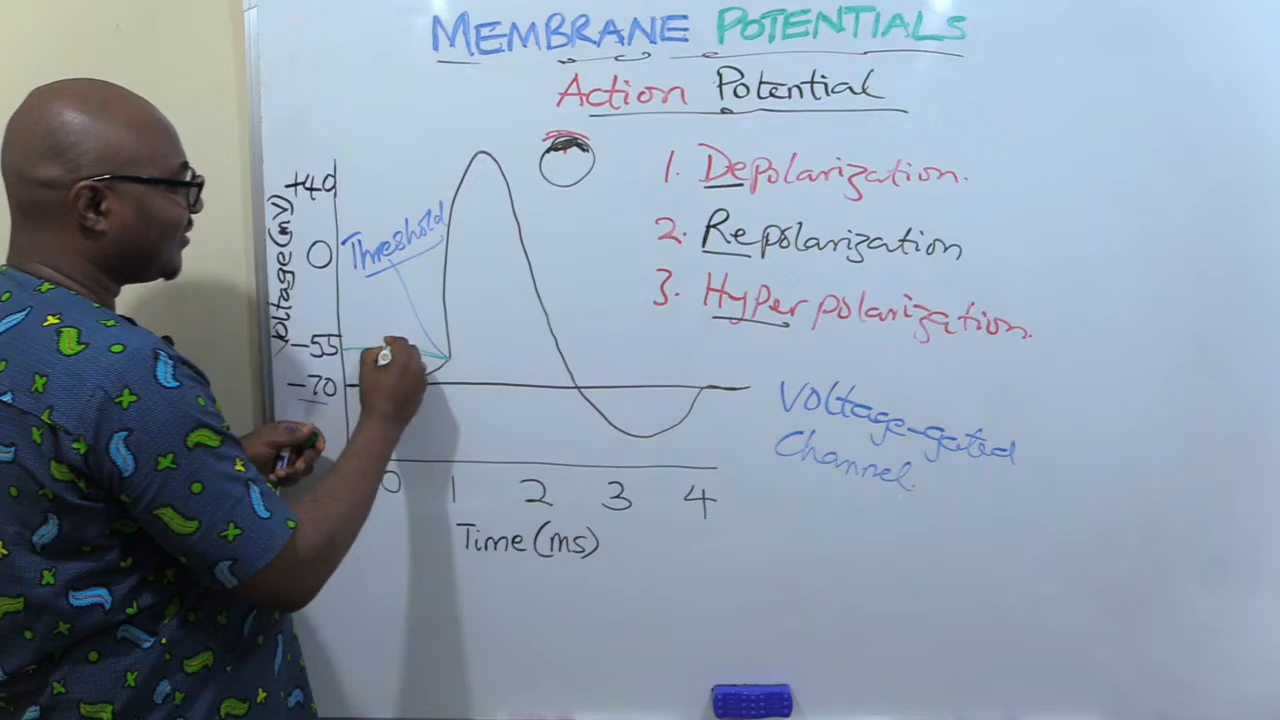 MEMBRANE POTENTIALS
Action Potential
1. Depolarization.
2. Repolarization
3. Hyperpolarization.
Voltage-gated
Channel.
Voltage(mV)
+40
0
-55
-70
Threshold
0 1 2 3 4
Time(ms)